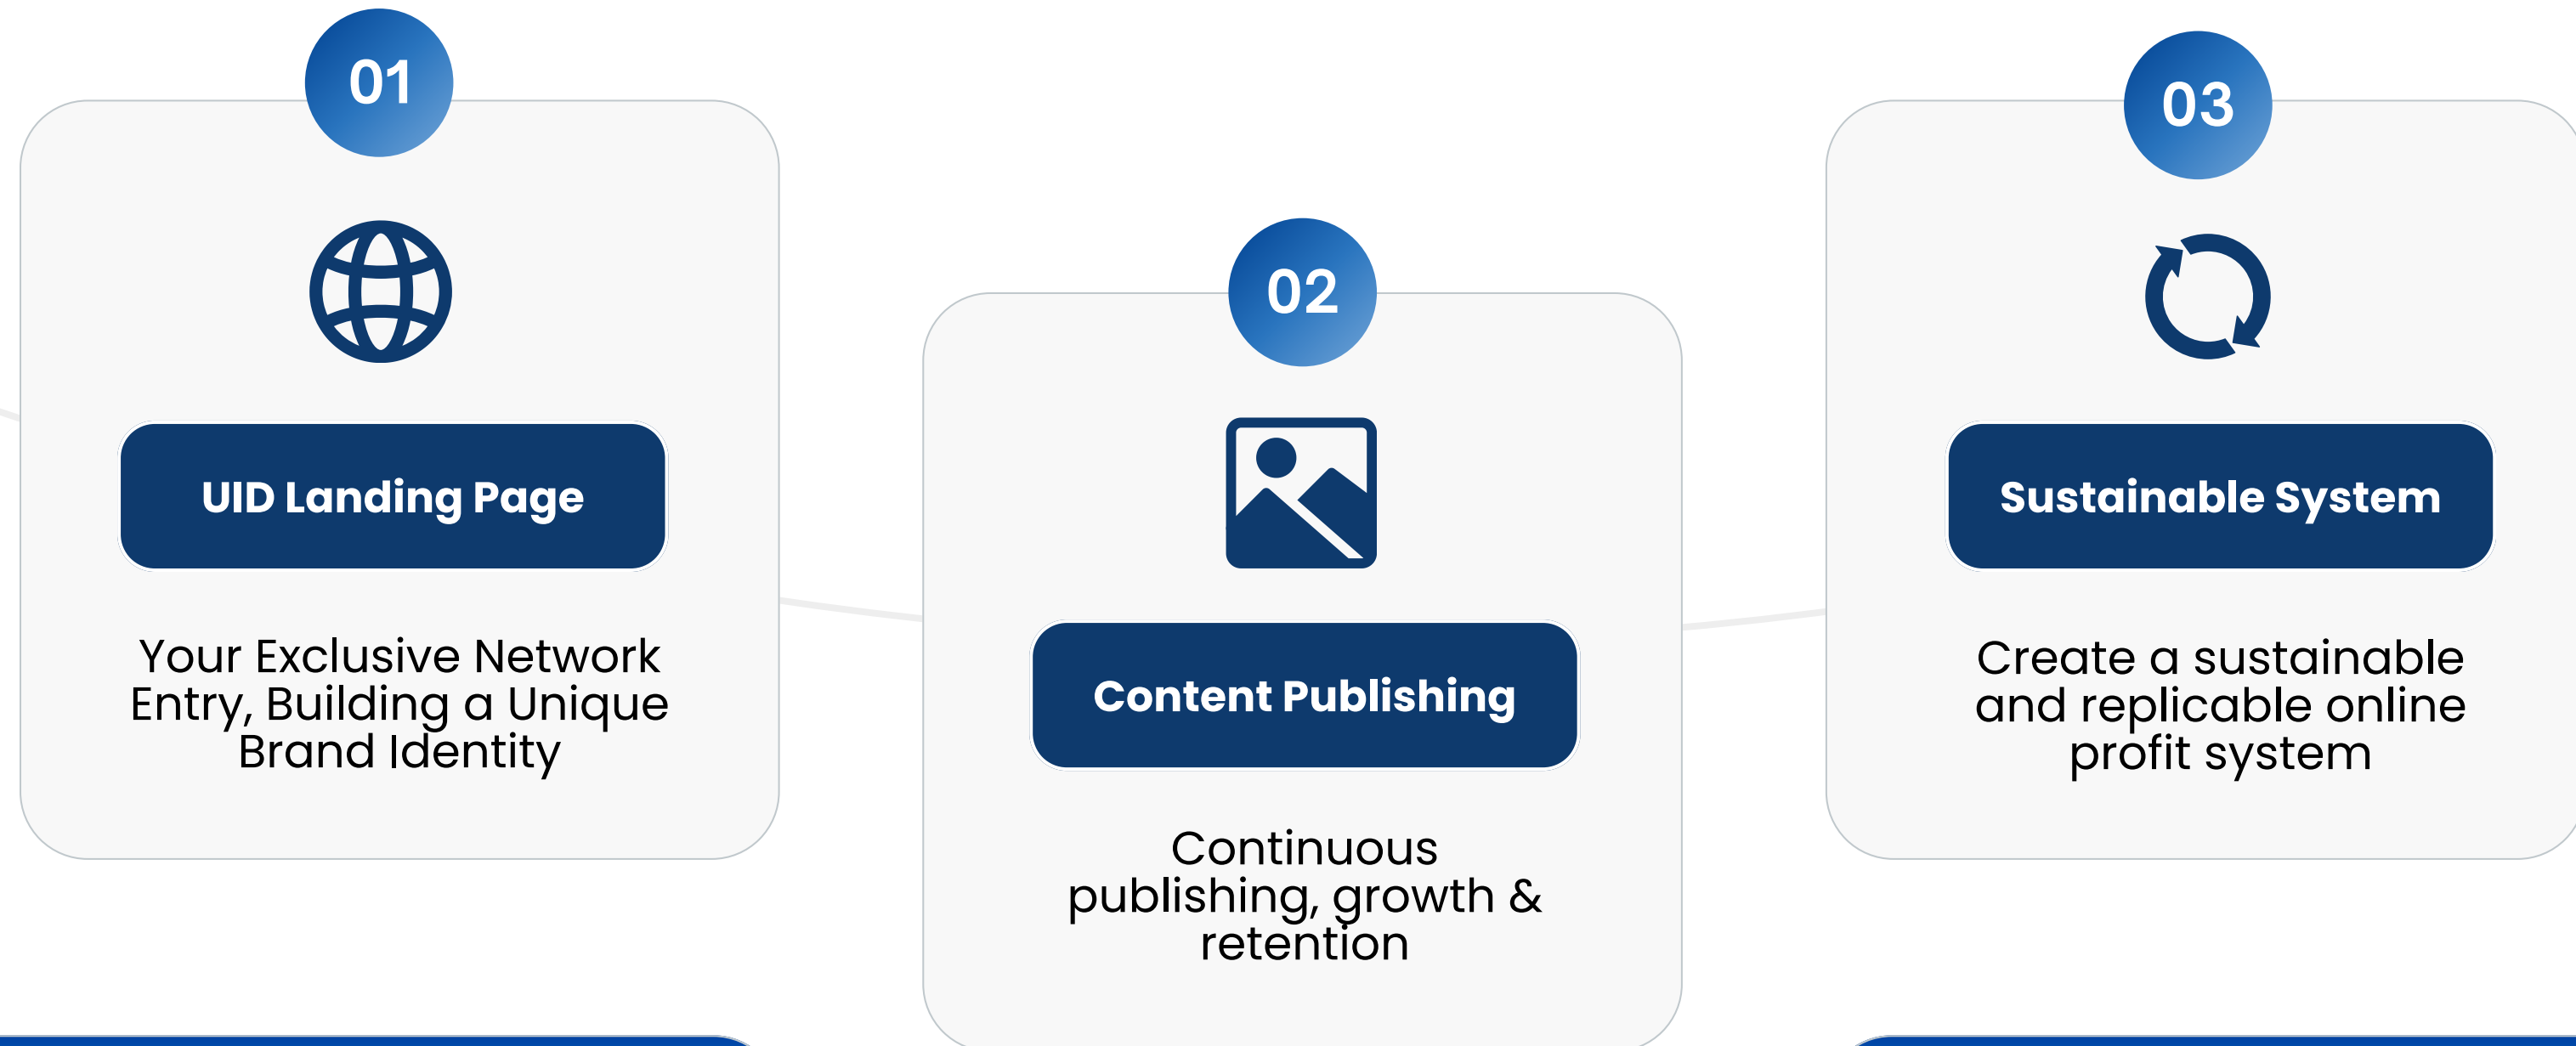 01
UID Landing Page
Your Exclusive Network
Entry, Building a Unique
Brand Identity
02
Content Publishing
Continuous
publishing, growth &
retention
03
Sustainable System
Create a sustainable
and replicable online
profit system